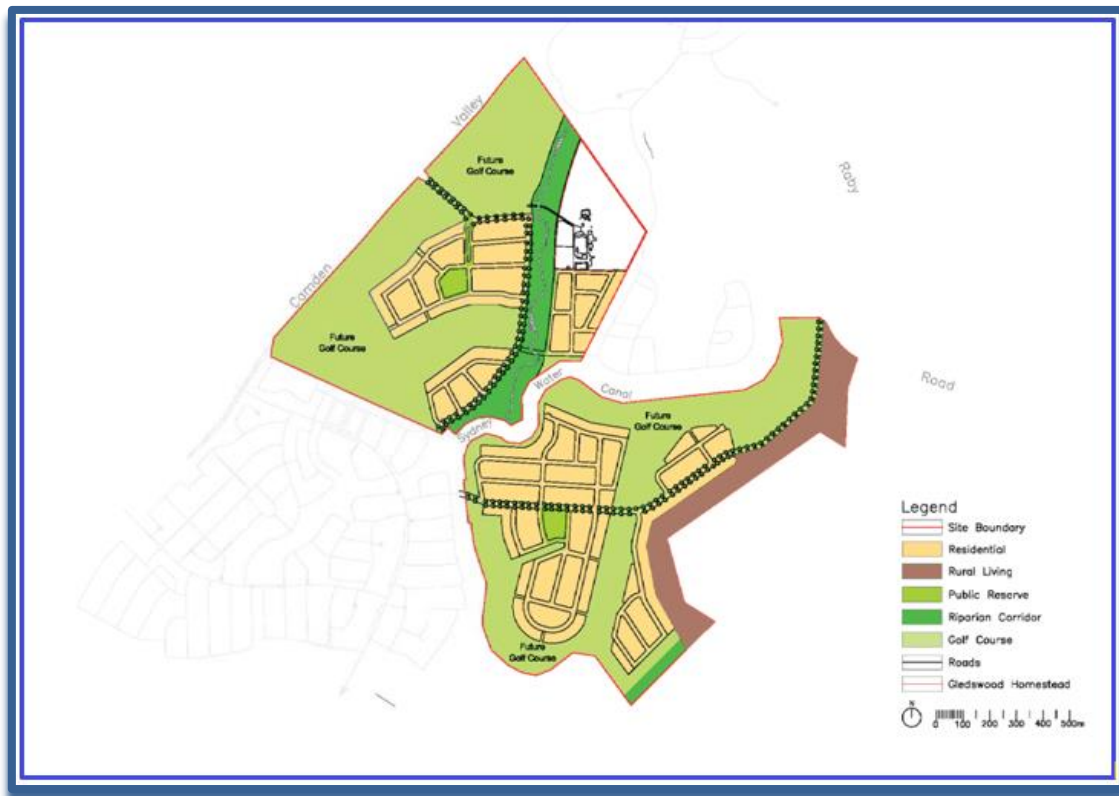 Valley
Future
Golf Course
Raby
Camden
Future
Golf Course
Water
Canal
Road
Future
Golf Course
Sydney
Future
Golf Course
Legend
Site Boundary
Residential
Rural Living
Public Reserve
Riparian Corridor
Golf Course
Roads
Gledswood Homestead
N
0 100 200 300 400 500m